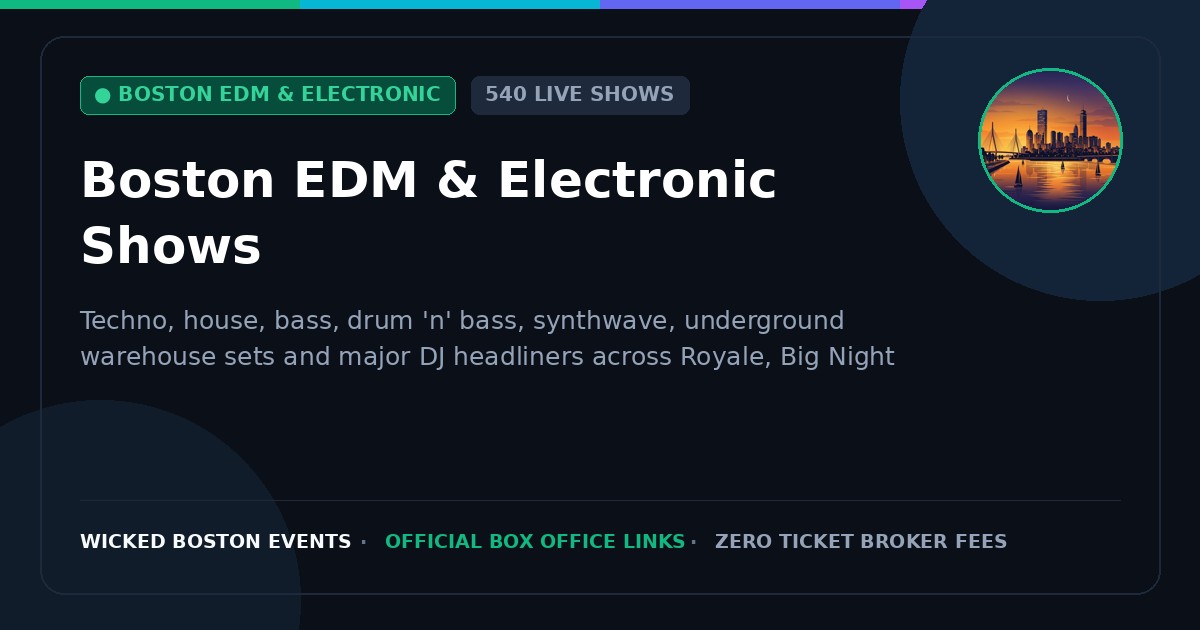 BOSTON EDM & ELECTRONIC
540 LIVE SHOWS
Boston EDM & Electronic
Shows
Techno, house, bass, drum 'n' bass, synthwave, underground
warehouse sets and major DJ headliners across Royale, Big Night
WICKED BOSTON EVENTS · OFFICIAL BOX OFFICE LINKS · ZERO TICKET BROKER FEES